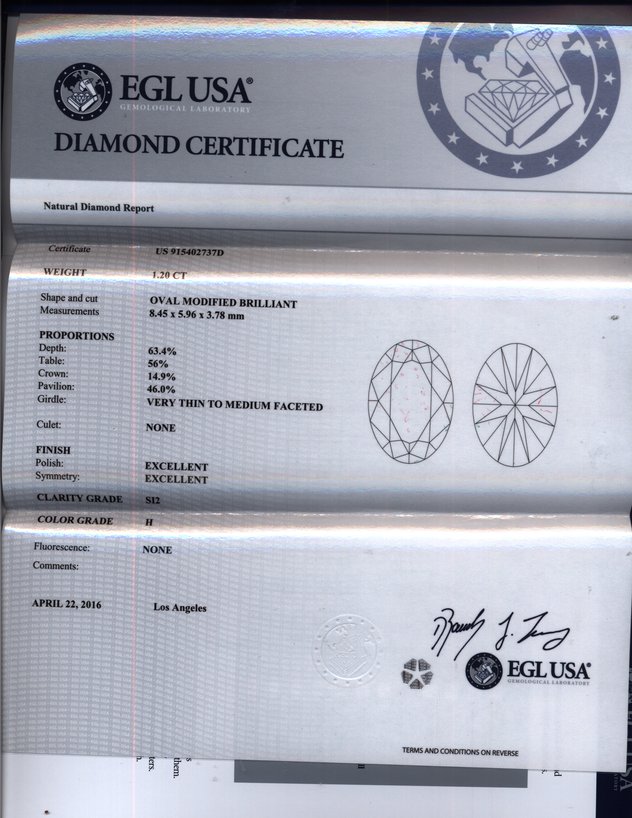 EGL USA®
GEMOLOGICAL LABORATORY
DIAMOND CERTIFICATE
Natural Diamond Report
Certificate US 915402737D
WEIGHT 1.20 CT
Shape and cut OVAL MODIFIED BRILLIANT
Measurements 8.45 x 5.96 x 3.78 mm
PROPORTIONS
Depth: 63.4%
Table: 56%
Crown: 14.9%
Pavilion: 46.0%
Girdle: VERY THIN TO MEDIUM FACETED
Culet: NONE
FINISH
Polish: EXCELLENT
Symmetry: EXCELLENT
CLARITY GRADE SI2
COLOR GRADE H
Fluorescence: NONE
Comments:
APRIL 22, 2016 Los Angeles
EGL USA®
GEMOLOGICAL LABORATORY
TERMS AND CONDITIONS ON REVERSE
ters.
them.